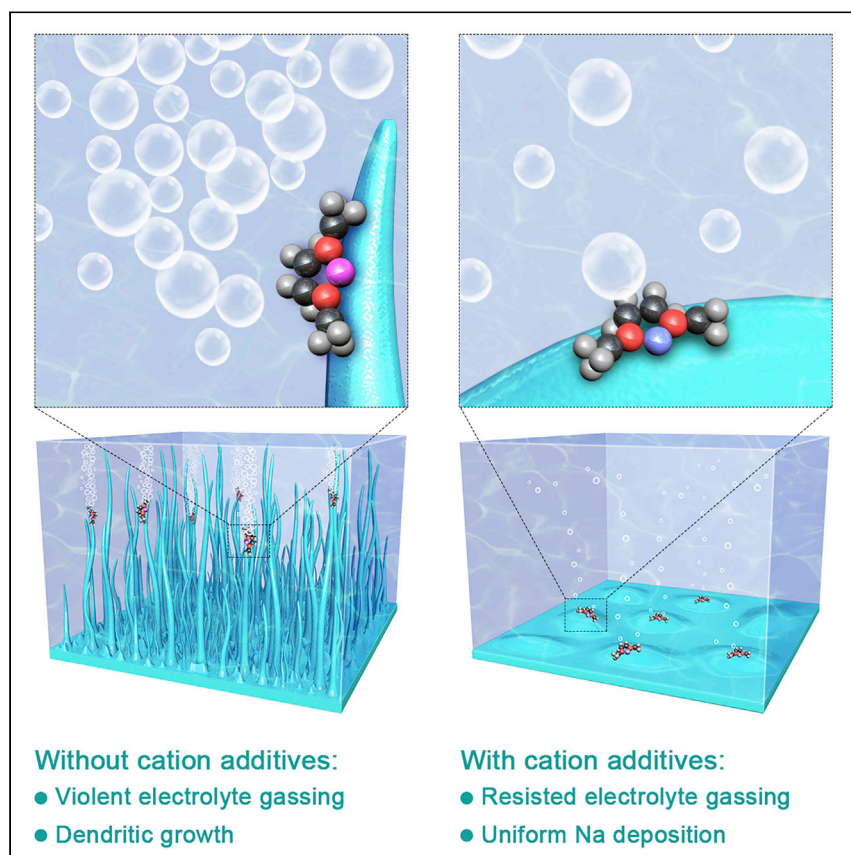 Without cation additives:
● Violent electrolyte gassing
● Dendritic growth
With cation additives:
● Resisted electrolyte gassing
● Uniform Na deposition